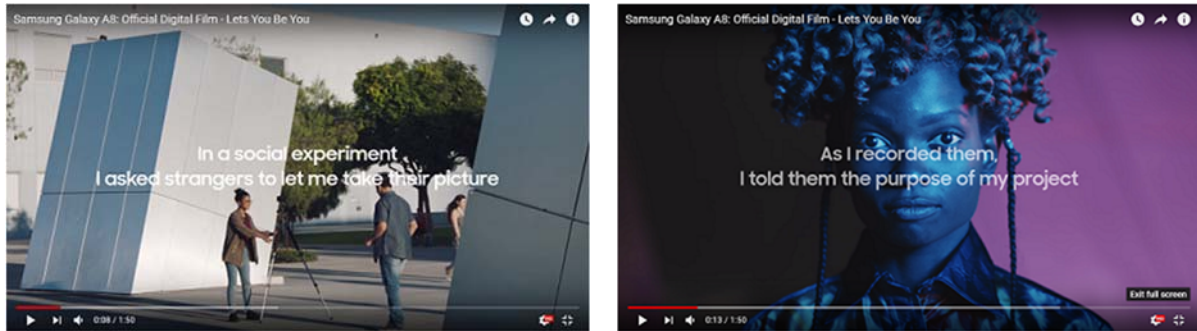 Samsung Galaxy A8: Official Digital Film - Lets You Be You
In a social experiment
I asked strangers to let me take their picture
0:08 / 1:50
Samsung Galaxy A8: Official Digital Film - Lets You Be You
As I recorded them,
I told them the purpose of my project
Exit full screen
0:13 / 1:50